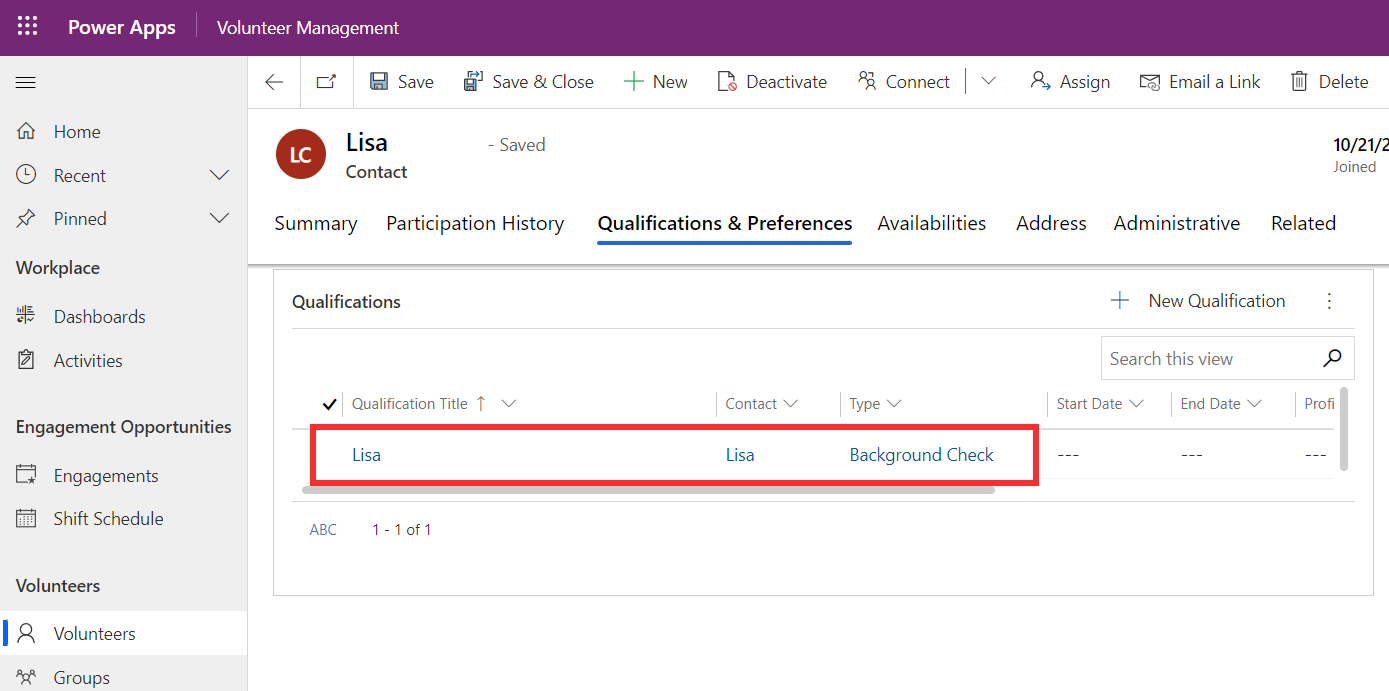 Power Apps Volunteer Management
Save Save & Close New Deactivate Connect Assign Email a Link Delete
Home
Recent
Pinned
Workplace
Dashboards
Activities
Engagement Opportunities
Engagements
Shift Schedule
Volunteers
Volunteers
Groups
LC
Lisa - Saved
Contact
10/21/2
Joined
Summary Participation History Qualifications & Preferences Availabilities Address Administrative Related
Qualifications
New Qualification
Search this view
Qualification Title Contact Type Start Date End Date Profi
Lisa Lisa Background Check --- --- ---
ABC 1 - 1 of 1